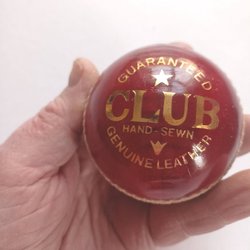 GUARANTEED
CLUB
HAND-SEWN
GENUINE LEATHER